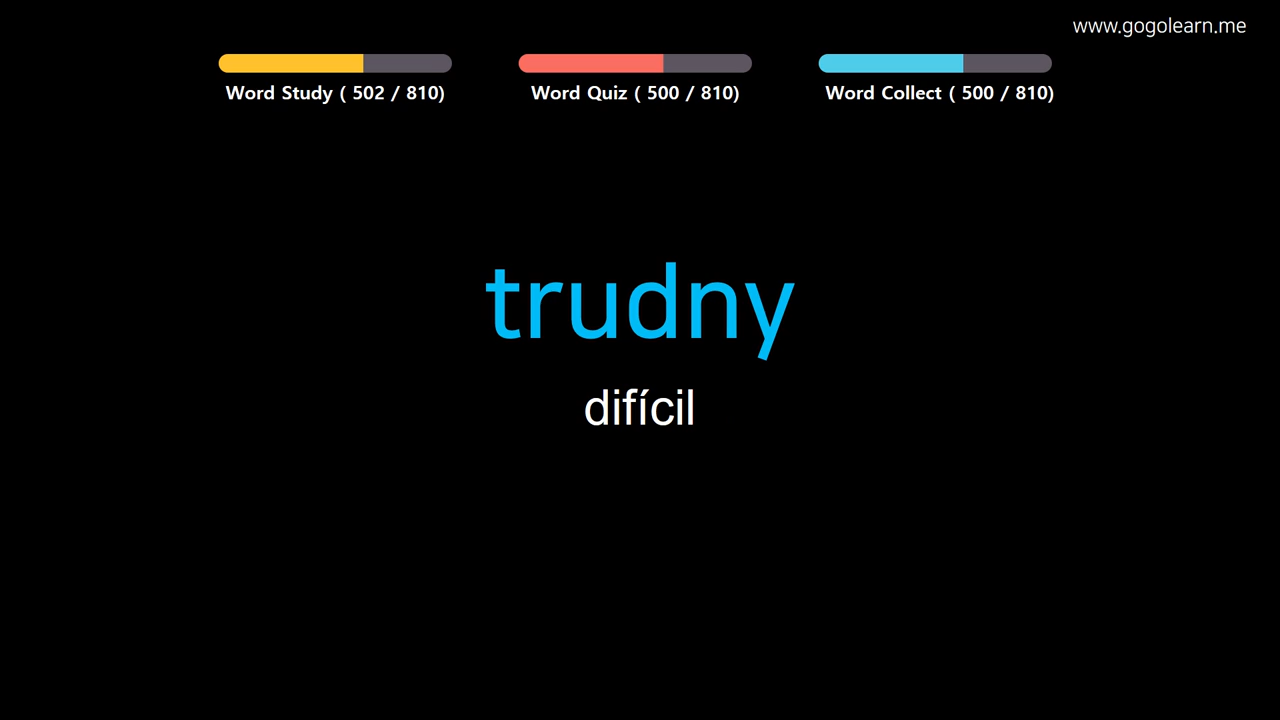 www.gogolearn.me
Word Study ( 502 / 810)
Word Quiz ( 500 / 810)
Word Collect ( 500 / 810)
trudny
difícil